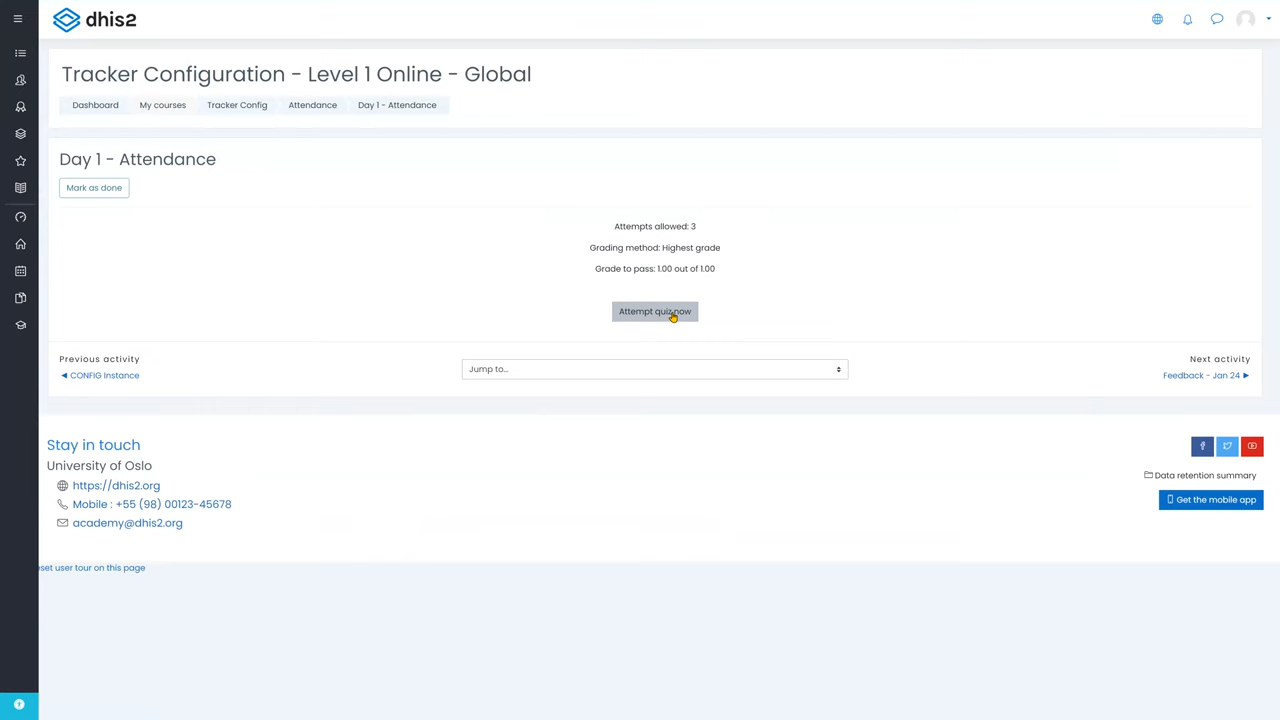 dhis2
Tracker Configuration - Level 1 Online - Global
Dashboard My courses Tracker Config Attendance Day 1 - Attendance
Day 1 - Attendance
Mark as done
Attempts allowed: 3
Grading method: Highest grade
Grade to pass: 1.00 out of 1.00
Attempt quiz now
Previous activity
◄ CONFIG Instance
Jump to...
Next activity
Feedback - Jan 24 ►
Stay in touch
University of Oslo
https://dhis2.org
Mobile : +55 (98) 00123-45678
academy@dhis2.org
Data retention summary
Get the mobile app
eset user tour on this page